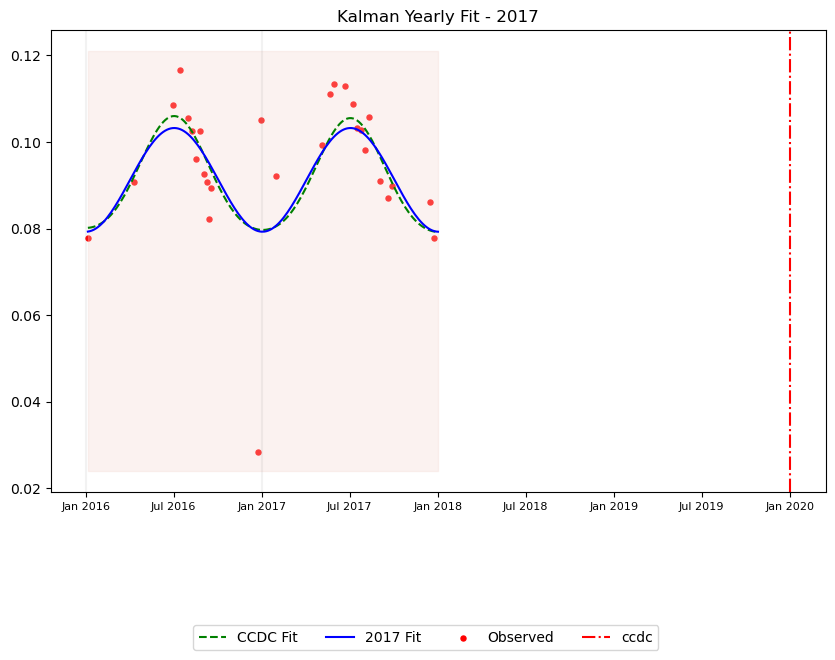 Kalman Yearly Fit - 2017
0.12
0.10
0.08
0.06
0.04
0.02
Jan 2016 Jul 2016 Jan 2017 Jul 2017 Jan 2018 Jul 2018 Jan 2019 Jul 2019 Jan 2020
CCDC Fit 2017 Fit Observed ccdc